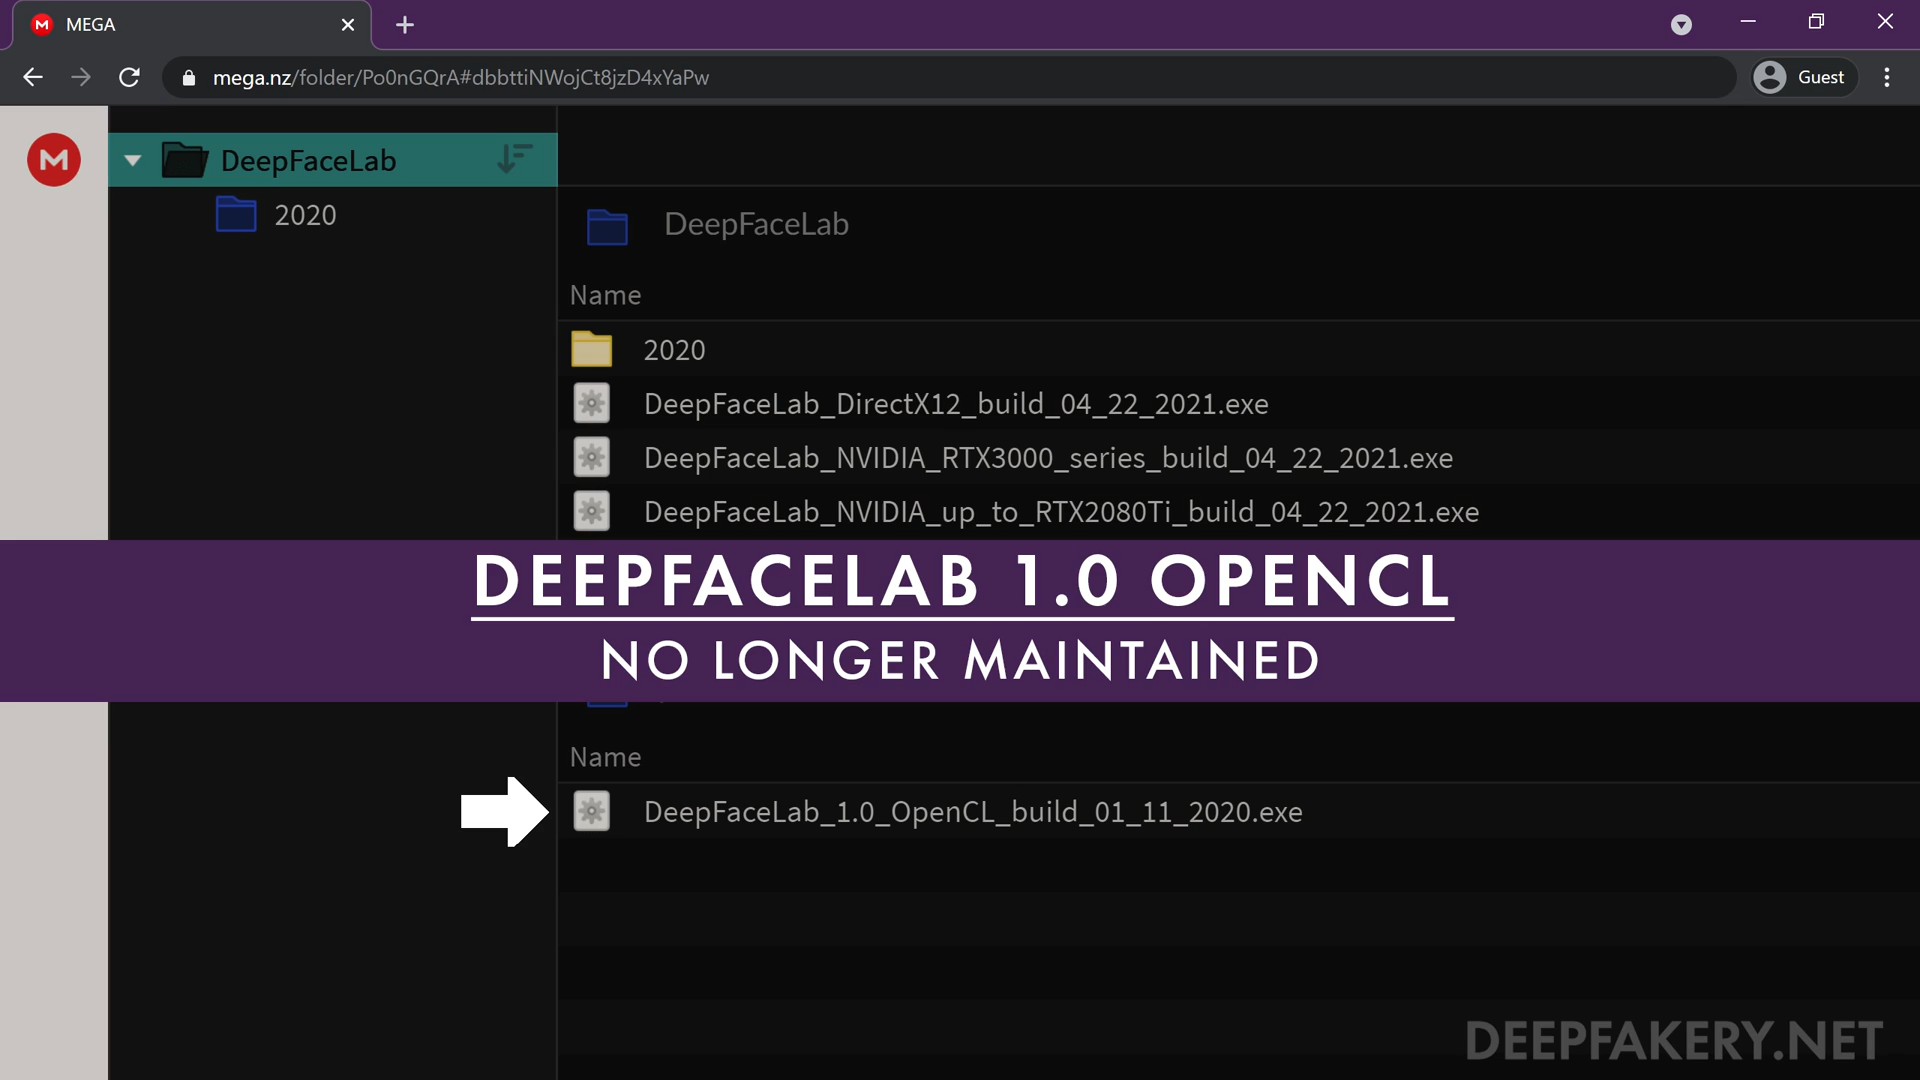 MEGA
mega.nz/folder/Po0nGQrA#dbbttiNWojCt8jzD4xYaPw
Guest
DeepFaceLab
2020
DeepFaceLab
Name
2020
DeepFaceLab_DirectX12_build_04_22_2021.exe
DeepFaceLab_NVIDIA_RTX3000_series_build_04_22_2021.exe
DeepFaceLab_NVIDIA_up_to_RTX2080Ti_build_04_22_2021.exe
DEEPFACELAB 1.0 OPENCL
NO LONGER MAINTAINED
Name
DeepFaceLab_1.0_OpenCL_build_01_11_2020.exe
DEEPFAKERY.NET